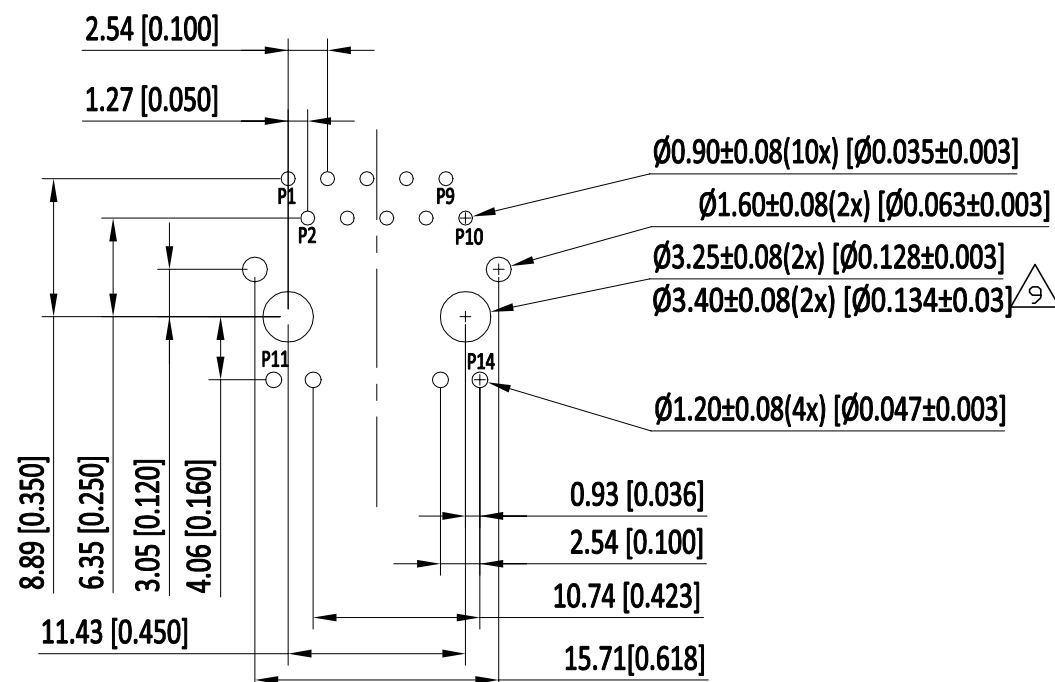 2.54 [0.100]
1.27 [0.050]
Ø0.90±0.08(10x) [Ø0.035±0.003]
P1
P9
Ø1.60±0.08(2x) [Ø0.063±0.003]
P2
P10
Ø3.25±0.08(2x) [Ø0.128±0.003]
Ø3.40±0.08(2x) [Ø0.134±0.03]
9
P11
P14
Ø1.20±0.08(4x) [Ø0.047±0.003]
8.89 [0.350]
6.35 [0.250]
3.05 [0.120]
4.06 [0.160]
0.93 [0.036]
2.54 [0.100]
10.74 [0.423]
11.43 [0.450]
15.71[0.618]